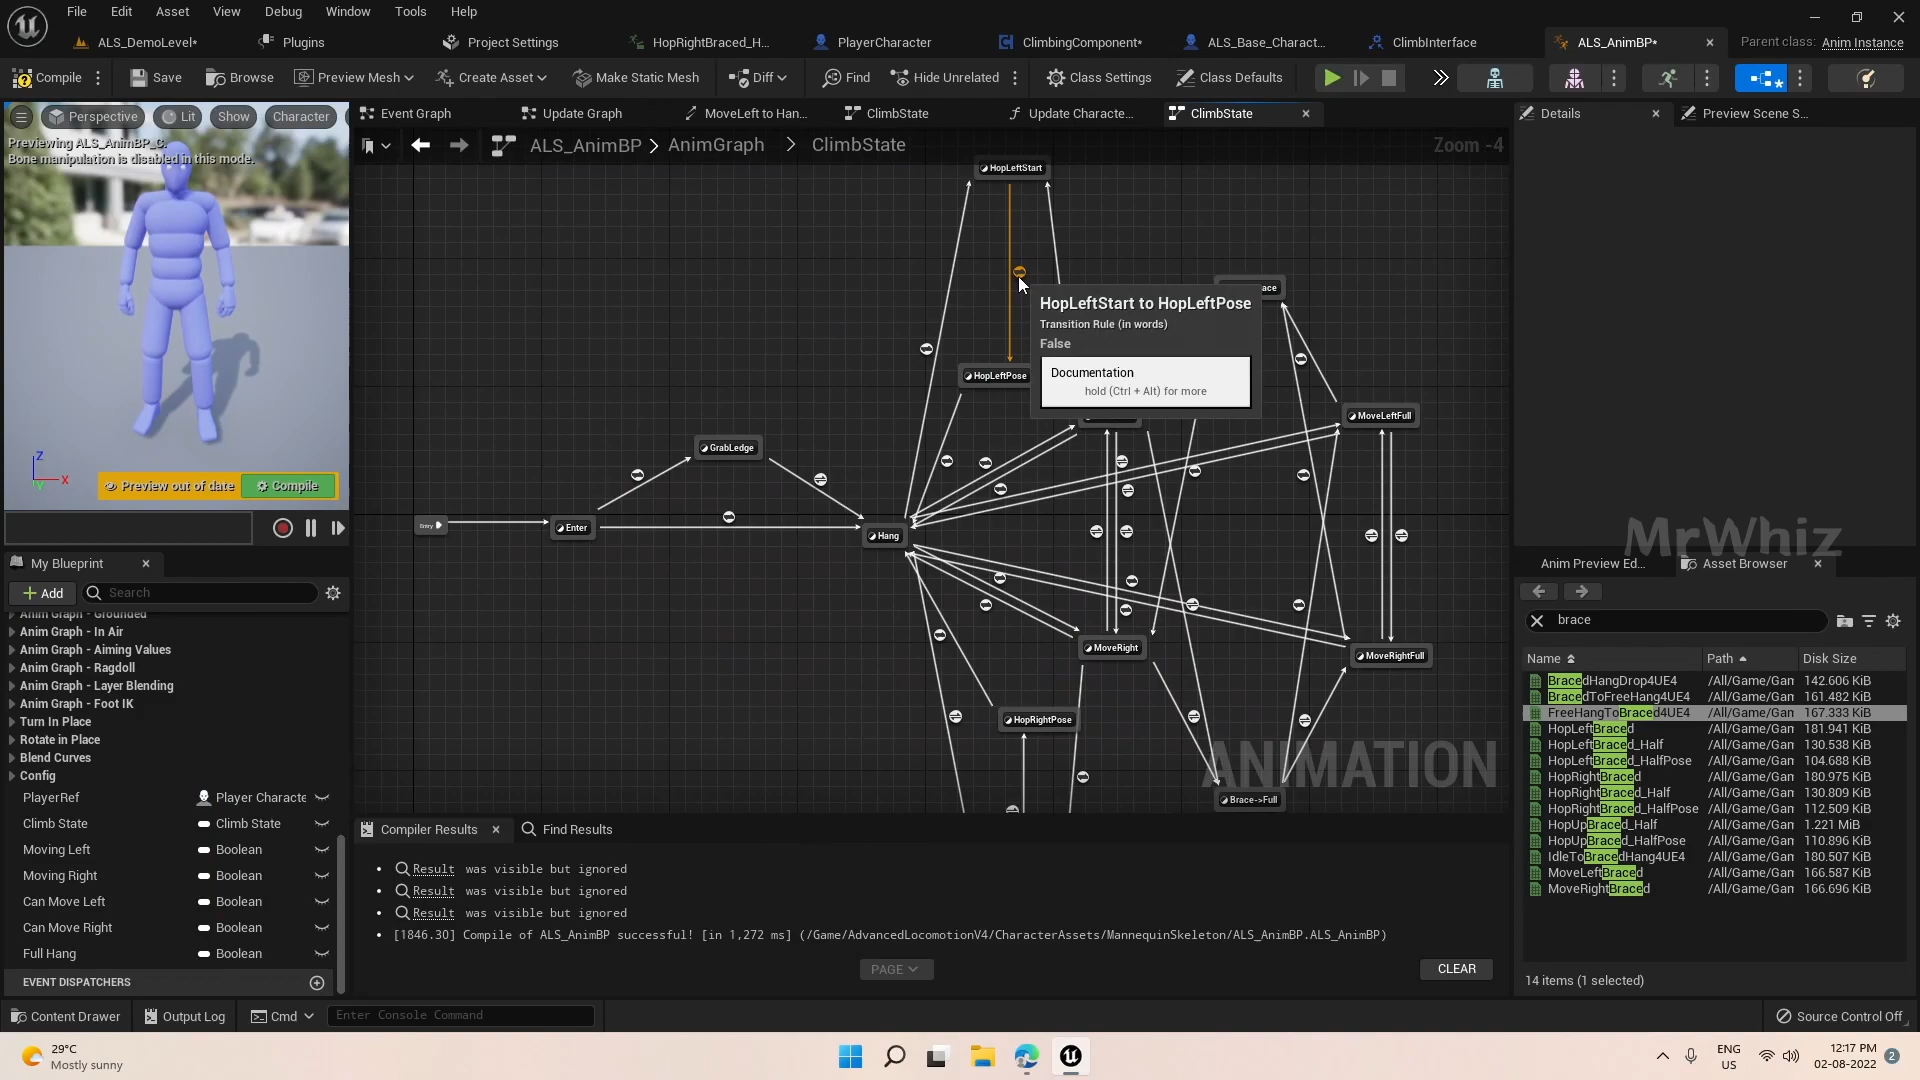 File Edit Asset View Debug Window Tools Help
ALS_DemoLevel* Plugins Project Settings HopRightBraced_H... PlayerCharacter ClimbingComponent* ALS_Base_Charact... ClimbInterface ALS_AnimBP* Parent class: Anim Instance
Compile Save Browse Preview Mesh Create Asset Make Static Mesh Diff Find Hide Unrelated Class Settings Class Defaults
Perspective Lit Show Character
Previewing ALS_AnimBP_C.
Bone manipulation is disabled in this mode.
Z
X
Y
Preview out of date Compile
Event Graph Update Graph MoveLeft to Han... ClimbState Update Characte... ClimbState
ALS_AnimBP > AnimGraph > ClimbState Zoom -4
HopLeftStart
ace
HopLeftStart to HopLeftPose
Transition Rule (in words)
False
Documentation
hold (Ctrl + Alt) for more
HopLeftPose
MoveLeftFull
GrabLedge
Entry
Enter
Hang
MoveRight
MoveRightFull
HopRightPose
Brace->Full
ANIMATION
My Blueprint
Add Search
Anim Graph - Grounded
Anim Graph - In Air
Anim Graph - Aiming Values
Anim Graph - Ragdoll
Anim Graph - Layer Blending
Anim Graph - Foot IK
Turn In Place
Rotate in Place
Blend Curves
Config
PlayerRef Player Characte
Climb State Climb State
Moving Left Boolean
Moving Right Boolean
Can Move Left Boolean
Can Move Right Boolean
Full Hang Boolean
EVENT DISPATCHERS
Compiler Results Find Results
• Result was visible but ignored
• Result was visible but ignored
• Result was visible but ignored
• [1846.30] Compile of ALS_AnimBP successful! [in 1,272 ms] (/Game/AdvancedLocomotionV4/CharacterAssets/MannequinSkeleton/ALS_AnimBP.ALS_AnimBP)
PAGE CLEAR
Details Preview Scene S...
MrWhiz
Anim Preview Ed... Asset Browser
brace
Name Path Disk Size
BracedHangDrop4UE4 /All/Game/Gan 142.606 KiB
BracedToFreeHang4UE4 /All/Game/Gan 161.482 KiB
FreeHangToBraced4UE4 /All/Game/Gan 167.333 KiB
HopLeftBraced /All/Game/Gan 181.941 KiB
HopLeftBraced_Half /All/Game/Gan 130.538 KiB
HopLeftBraced_HalfPose /All/Game/Gan 104.688 KiB
HopRightBraced /All/Game/Gan 180.975 KiB
HopRightBraced_Half /All/Game/Gan 130.809 KiB
HopRightBraced_HalfPose /All/Game/Gan 112.509 KiB
HopUpBraced_Half /All/Game/Gan 1.221 MiB
HopUpBraced_HalfPose /All/Game/Gan 110.896 KiB
IdleToBracedHang4UE4 /All/Game/Gan 180.507 KiB
MoveLeftBraced /All/Game/Gan 166.587 KiB
MoveRightBraced /All/Game/Gan 166.696 KiB
14 items (1 selected)
Content Drawer Output Log Cmd Enter Console Command Source Control Off
29°C
Mostly sunny
ENG
US
12:17 PM
02-08-2022
2